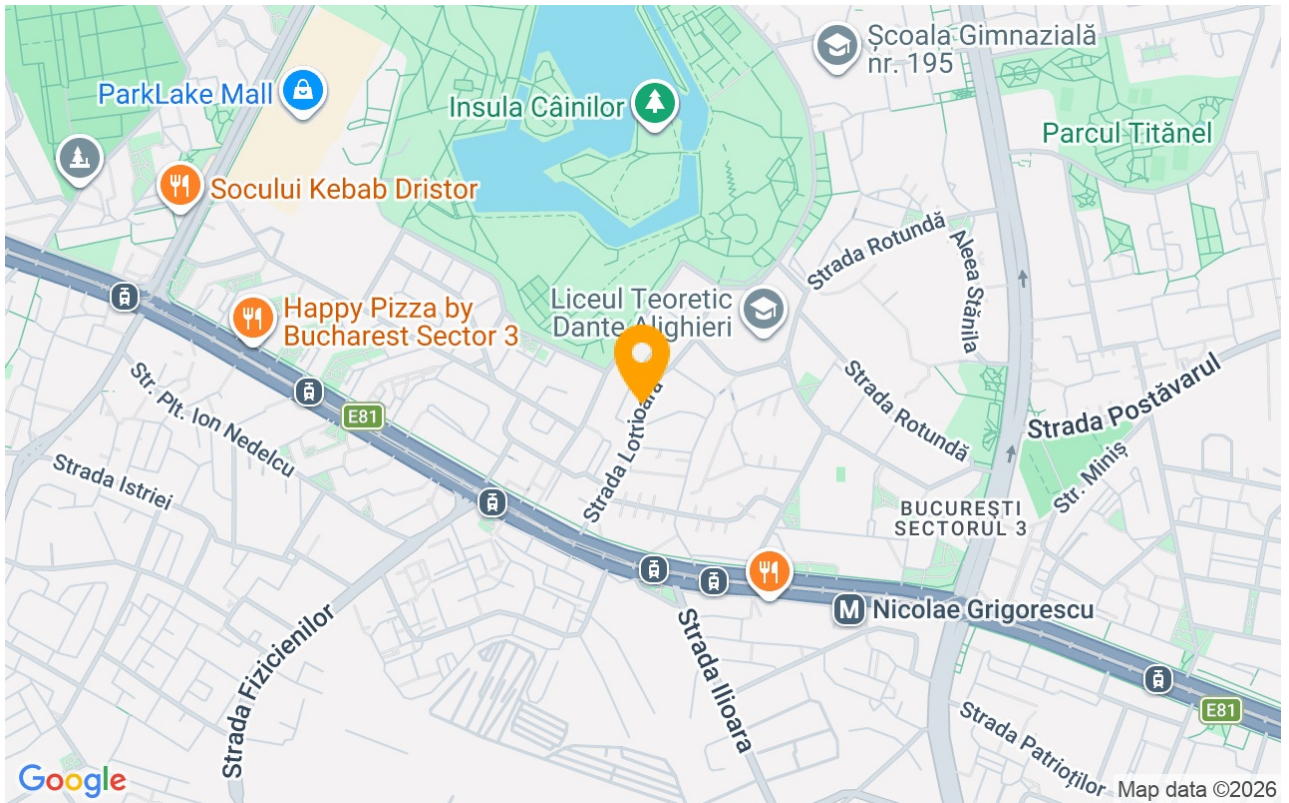 Școala Gimnazială
nr. 195
ParkLake Mall
Insula Câinilor
Parcul Titănel
Socului Kebab Dristor
Strada Rotundă
Aleea Stănila
Liceul Teoretic
Dante Alighieri
Happy Pizza by
Bucharest Sector 3
Str. Plt. Ion Nedelcu
E81
Strada Lotrioara
Strada Rotundă
Strada Postăvarul
Str. Miniș
Strada Istriei
BUCUREȘTI
SECTORUL 3
M
Nicolae Grigorescu
Strada Fizicienilor
Strada Ilioara
E81
Strada Patrioților
Google
Map data ©2026